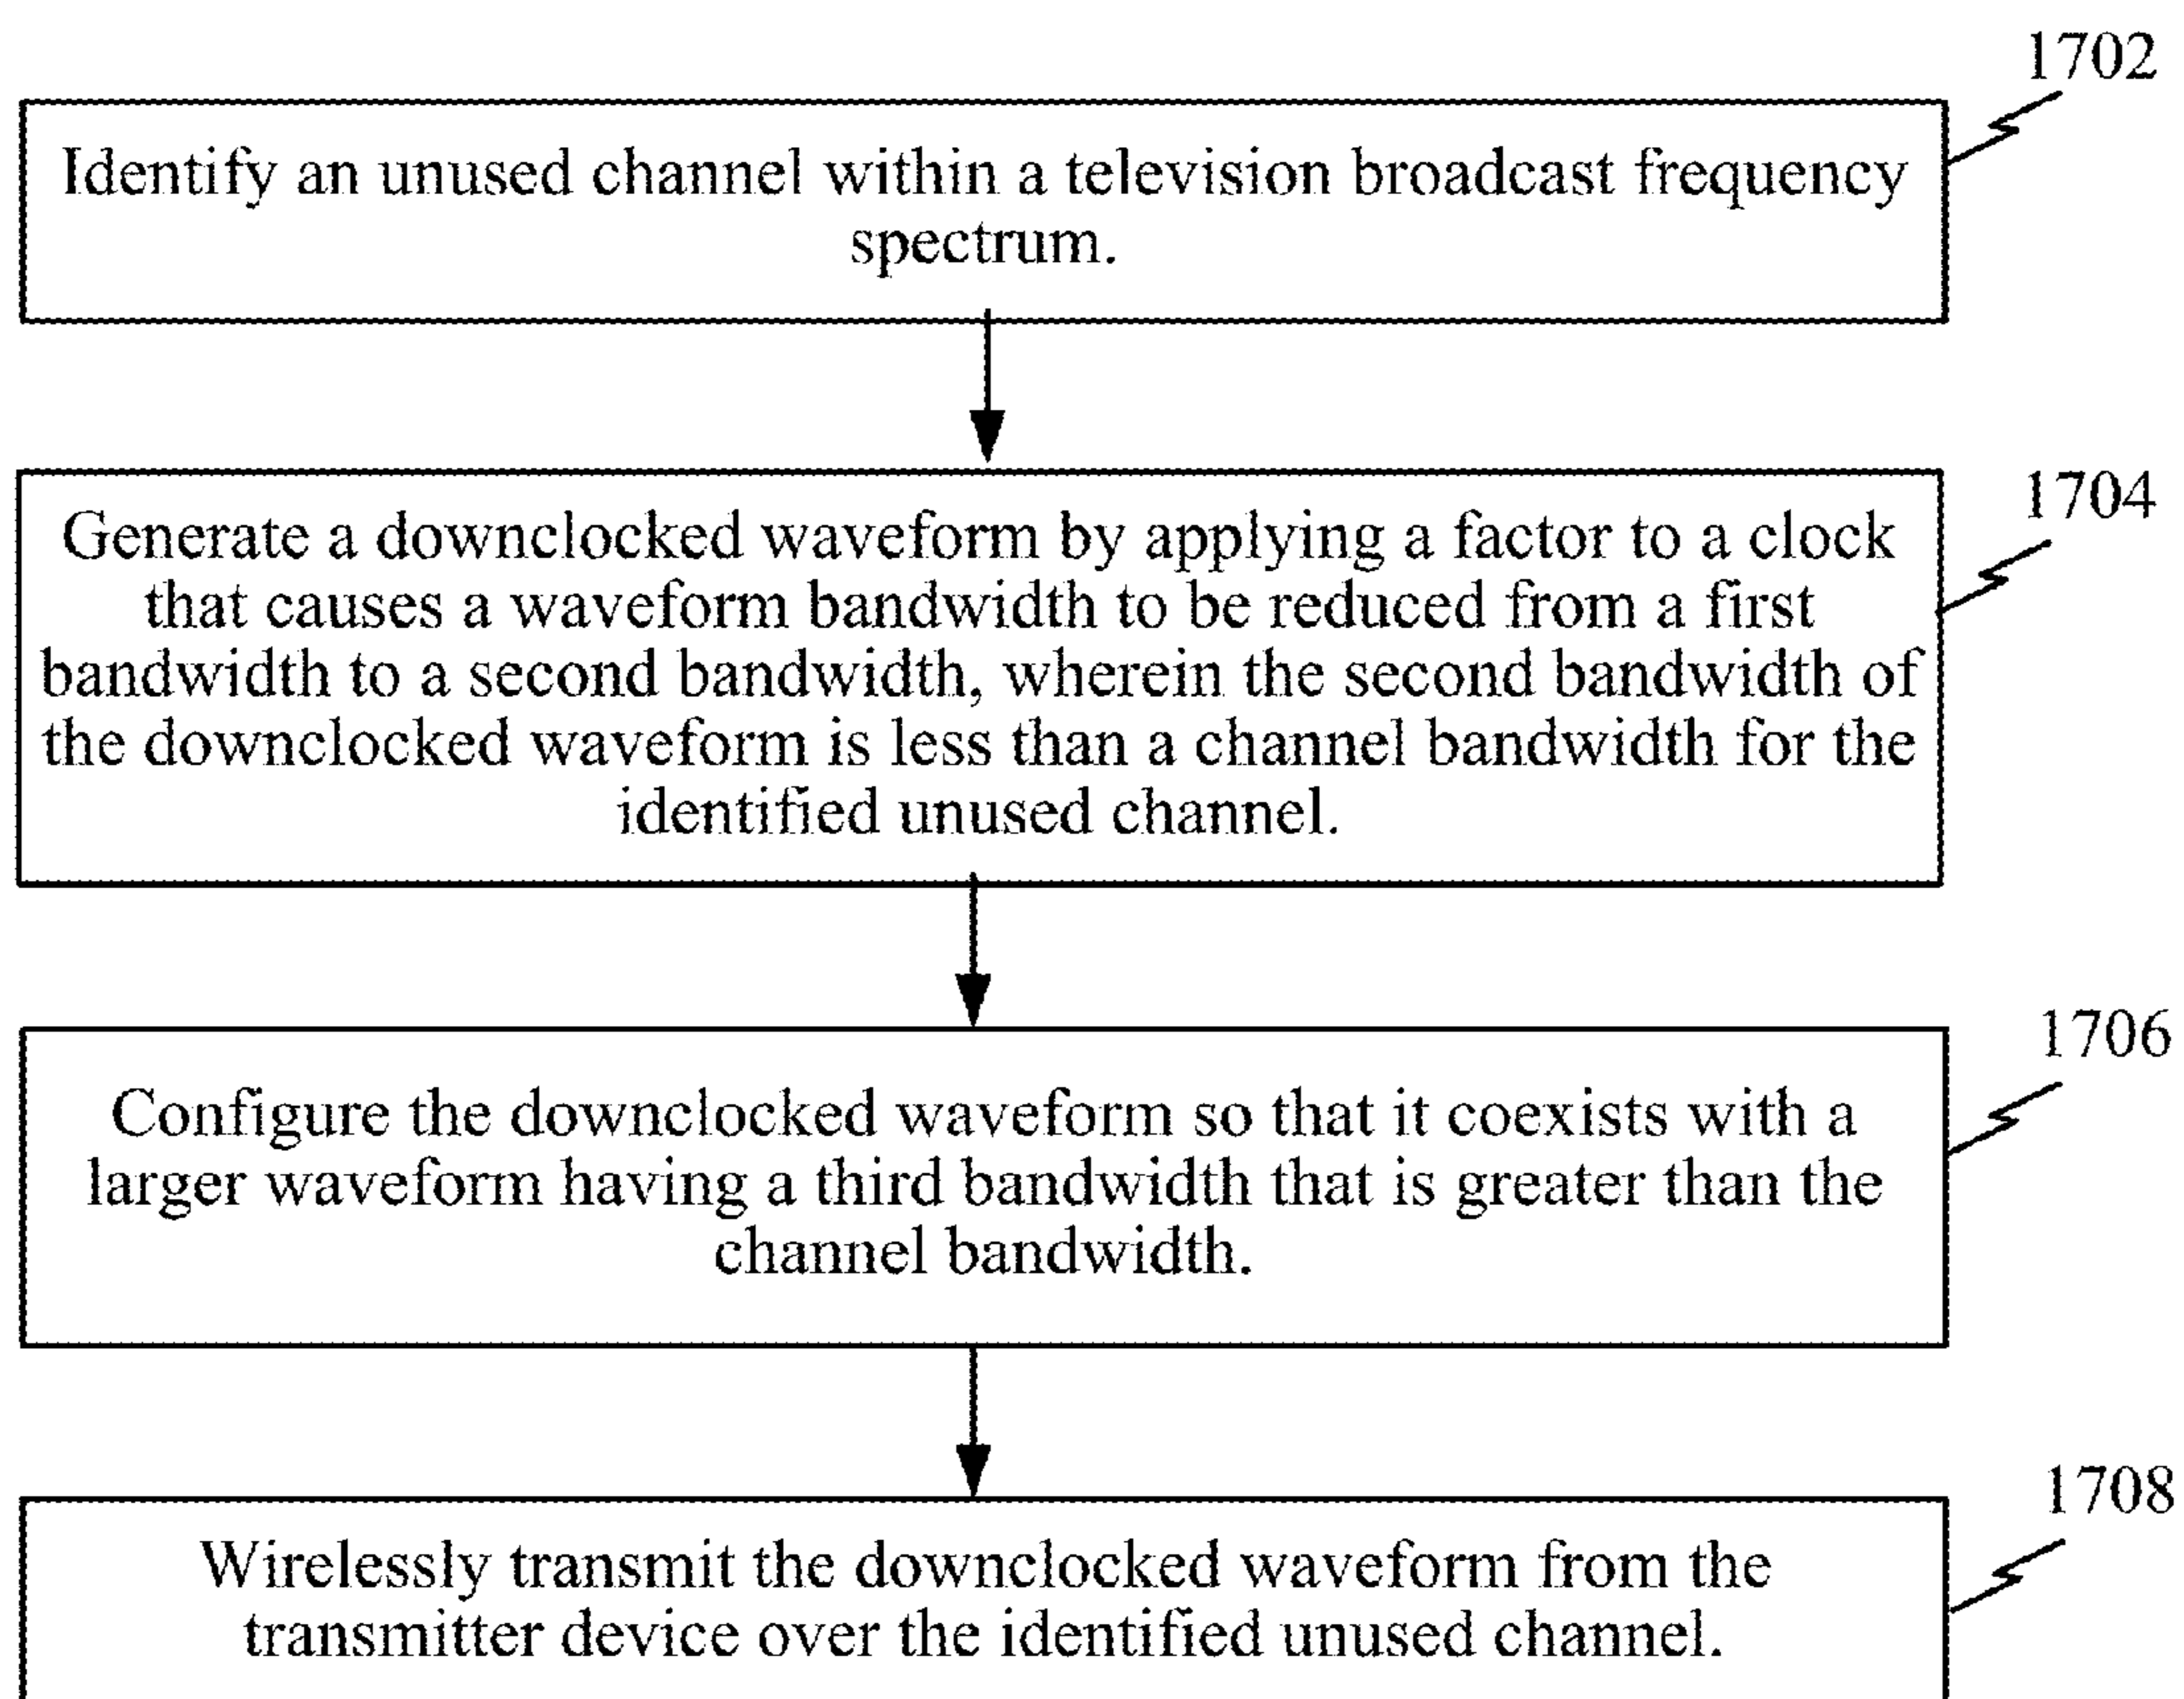 1702
Identify an unused channel within a television broadcast frequency
spectrum.
1704
Generate a downclocked waveform by applying a factor to a clock
that causes a waveform bandwidth to be reduced from a first
bandwidth to a second bandwidth, wherein the second bandwidth of
the downclocked waveform is less than a channel bandwidth for the
identified unused channel.
1706
Configure the downclocked waveform so that it coexists with a
larger waveform having a third bandwidth that is greater than the
channel bandwidth.
1708
Wirelessly transmit the downclocked waveform from the
transmitter device over the identified unused channel.